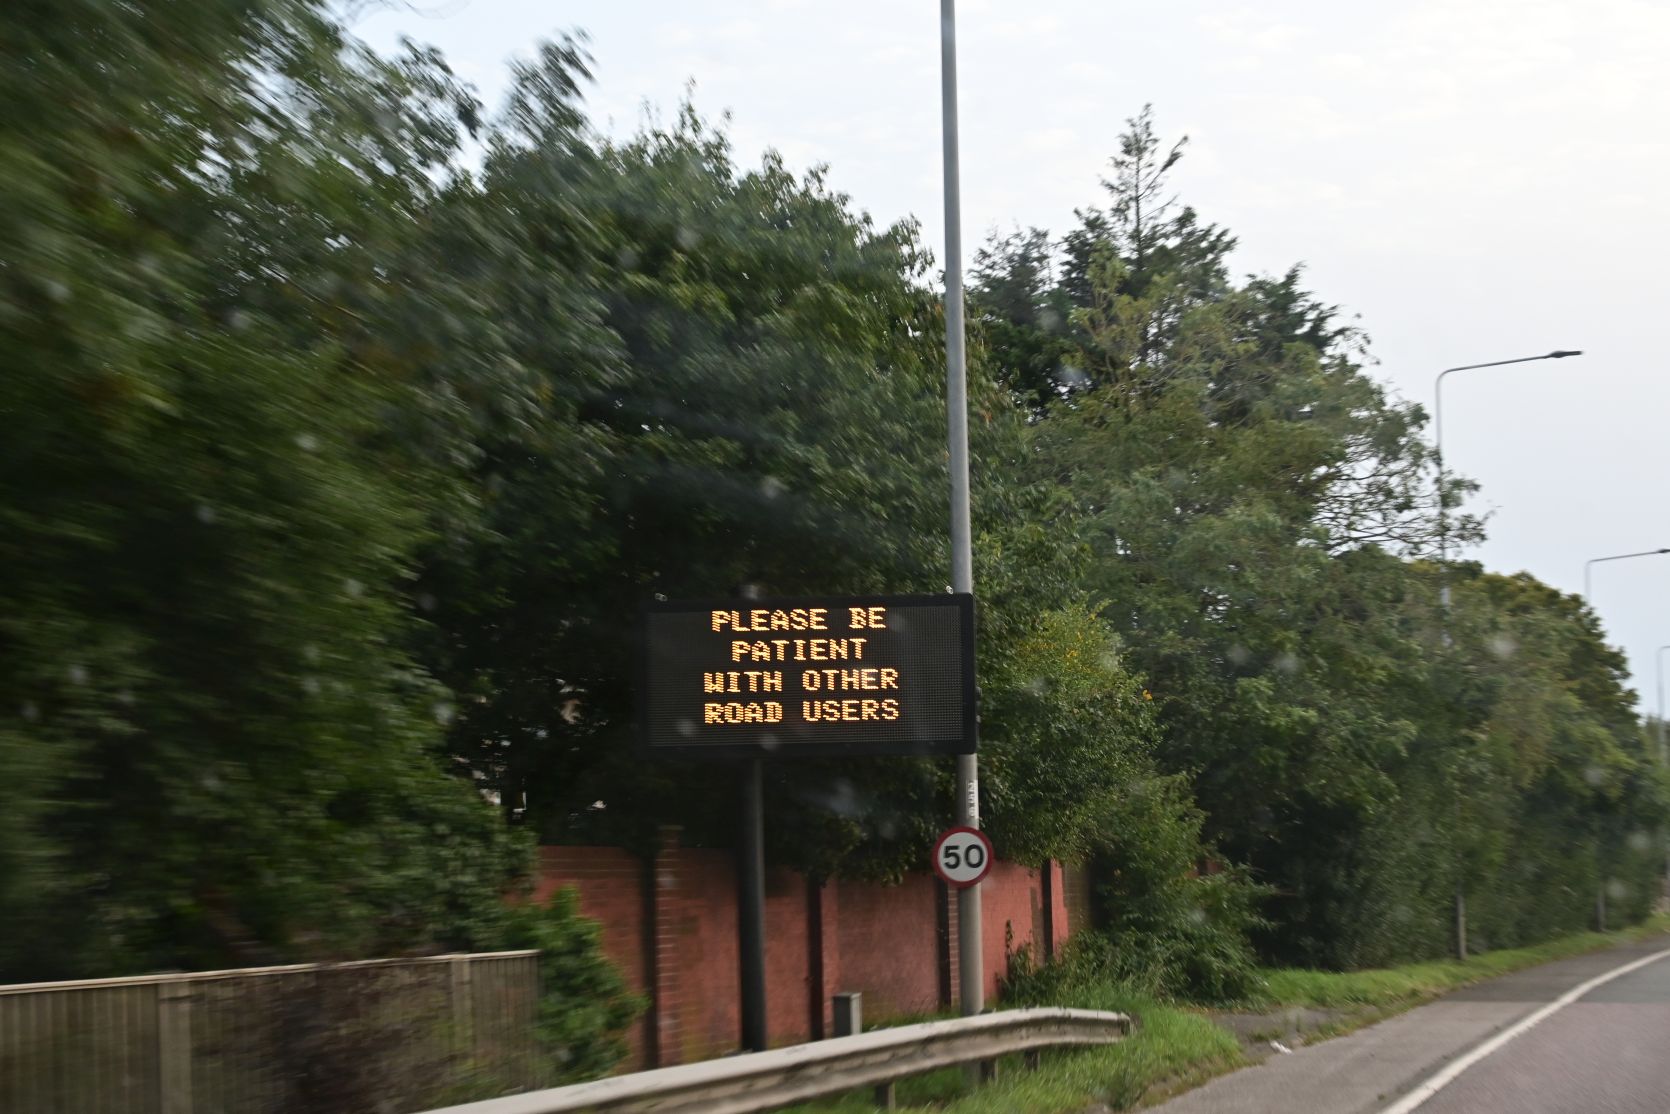 PLEASE BE
PATIENT
WITH OTHER
ROAD USERS
50